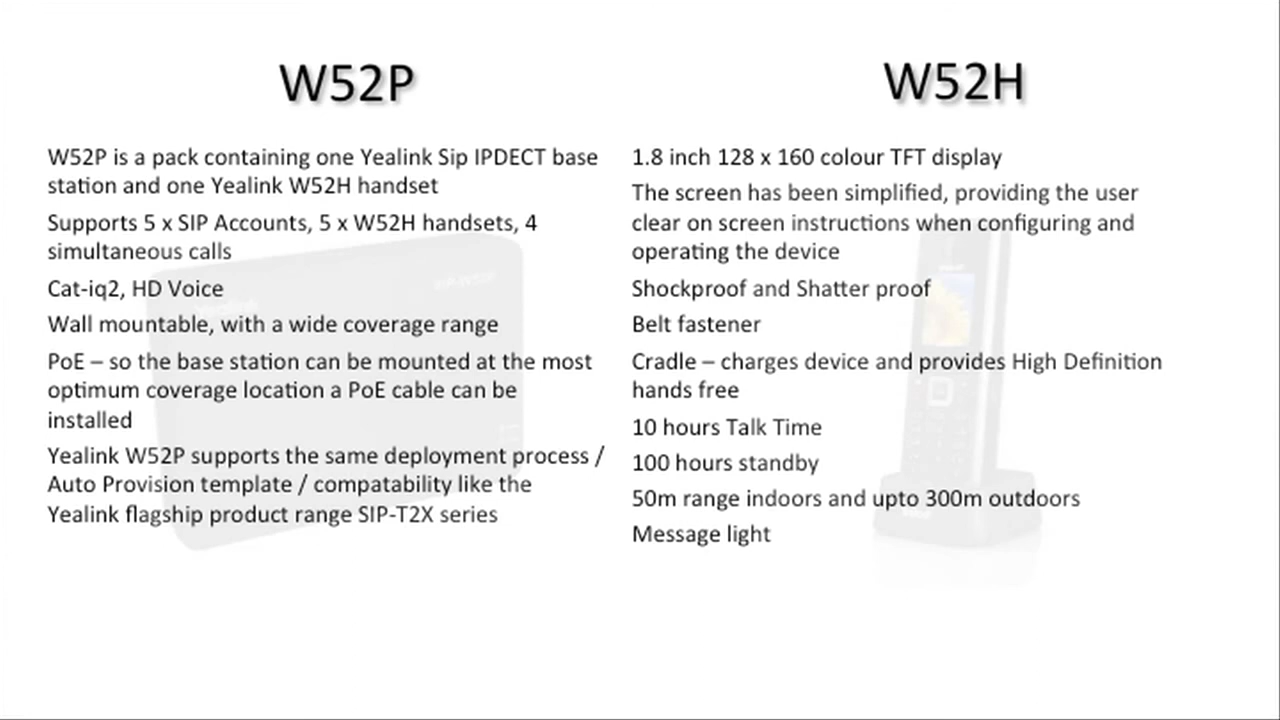 W52P
W52P is a pack containing one Yealink Sip IPDECT base
station and one Yealink W52H handset
Supports 5 x SIP Accounts, 5 x W52H handsets, 4
simultaneous calls
Cat-iq2, HD Voice
Wall mountable, with a wide coverage range
PoE – so the base station can be mounted at the most
optimum coverage location a PoE cable can be
installed
Yealink W52P supports the same deployment process /
Auto Provision template / compatability like the
Yealink flagship product range SIP-T2X series
W52H
1.8 inch 128 x 160 colour TFT display
The screen has been simplified, providing the user
clear on screen instructions when configuring and
operating the device
Shockproof and Shatter proof
Belt fastener
Cradle – charges device and provides High Definition
hands free
10 hours Talk Time
100 hours standby
50m range indoors and upto 300m outdoors
Message light